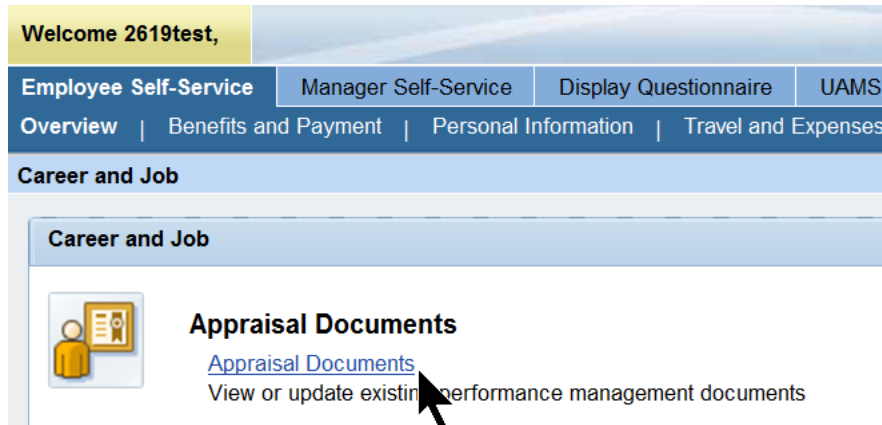 Welcome 2619test,
Employee Self-Service Manager Self-Service Display Questionnaire UAMS
Overview | Benefits and Payment | Personal Information | Travel and Expenses
Career and Job
Career and Job
Appraisal Documents
Appraisal Documents
View or update existing performance management documents